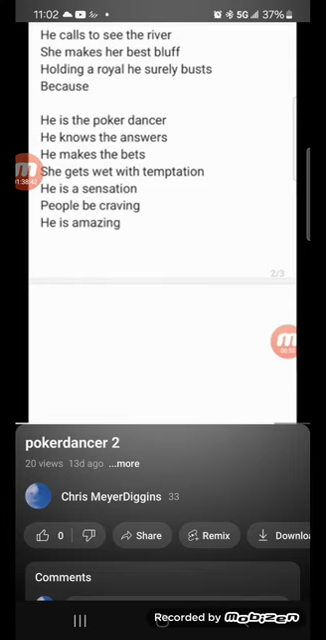 11:02
5G 37%
He calls to see the river
She makes her best bluff
Holding a royal he surely busts
Because
He is the poker dancer
He knows the answers
He makes the bets
01:38:42
She gets wet with temptation
He is a sensation
People be craving
He is amazing
2/3
pokerdancer 2
20 views 13d ago ...more
Chris MeyerDiggins 33
0 Share Remix Downloa
Comments
Recorded by mobizen